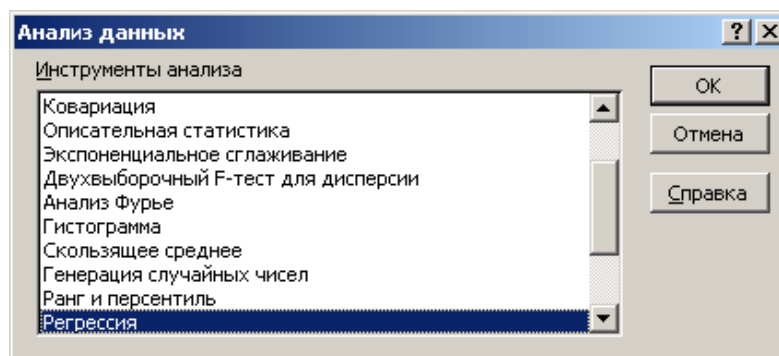 Анализ данных
Инструменты анализа
Ковариация
Описательная статистика
Экспоненциальное сглаживание
Двухвыборочный F-тест для дисперсии
Анализ Фурье
Гистограмма
Скользящее среднее
Генерация случайных чисел
Ранг и персентиль
Регрессия
OK
Отмена
Справка